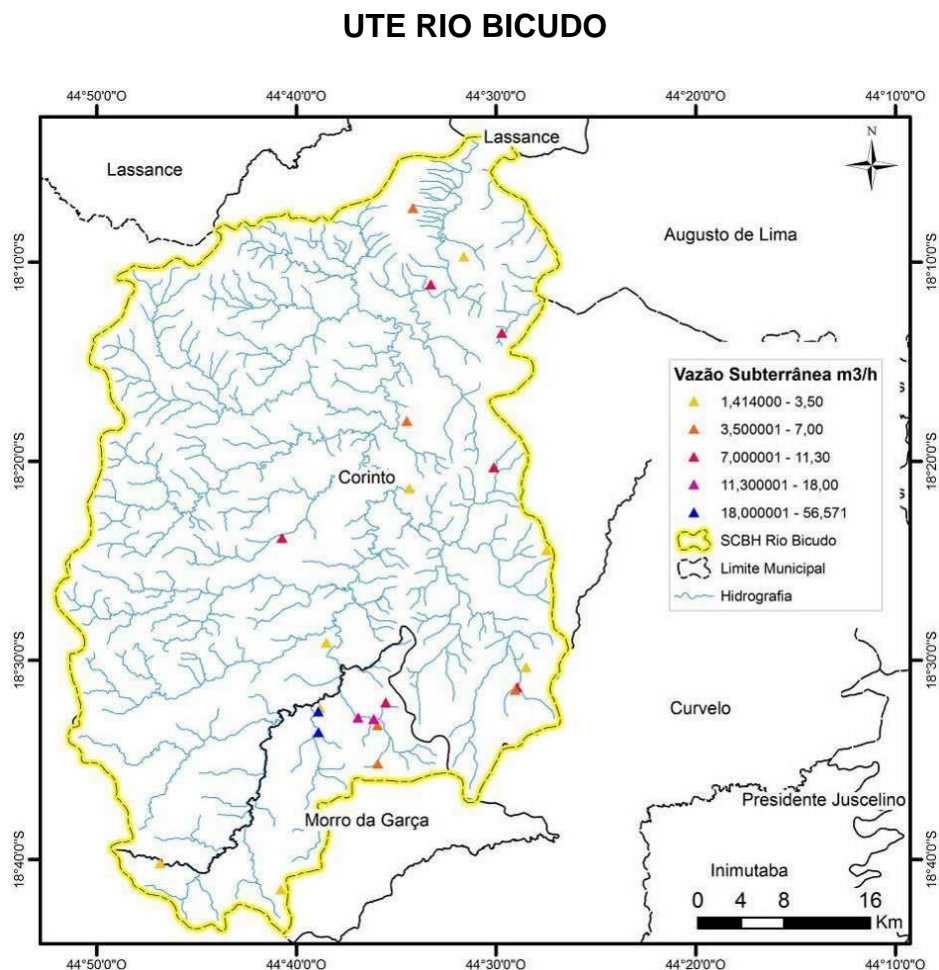 UTE RIO BICUDO
44°50'0"O 44°40'0"O 44°30'0"O 44°20'0"O 44°10'0"O
Lassance
Lassance
N
Augusto de Lima
18°10'0"S 18°10'0"S
Vazão Subterrânea m3/h
1,414000 - 3,50
3,500001 - 7,00
7,000001 - 11,30
11,300001 - 18,00
18,000001 - 56,571
SCBH Rio Bicudo
Limite Municipal
Hidrografia
18°20'0"S 18°20'0"S
Corinto
18°30'0"S 18°30'0"S
Curvelo
Presidente Juscelino
Morro da Garça
18°40'0"S 18°40'0"S
Inimutaba
0 4 8 16
Km
44°50'0"O 44°40'0"O 44°30'0"O 44°20'0"O 44°10'0"O